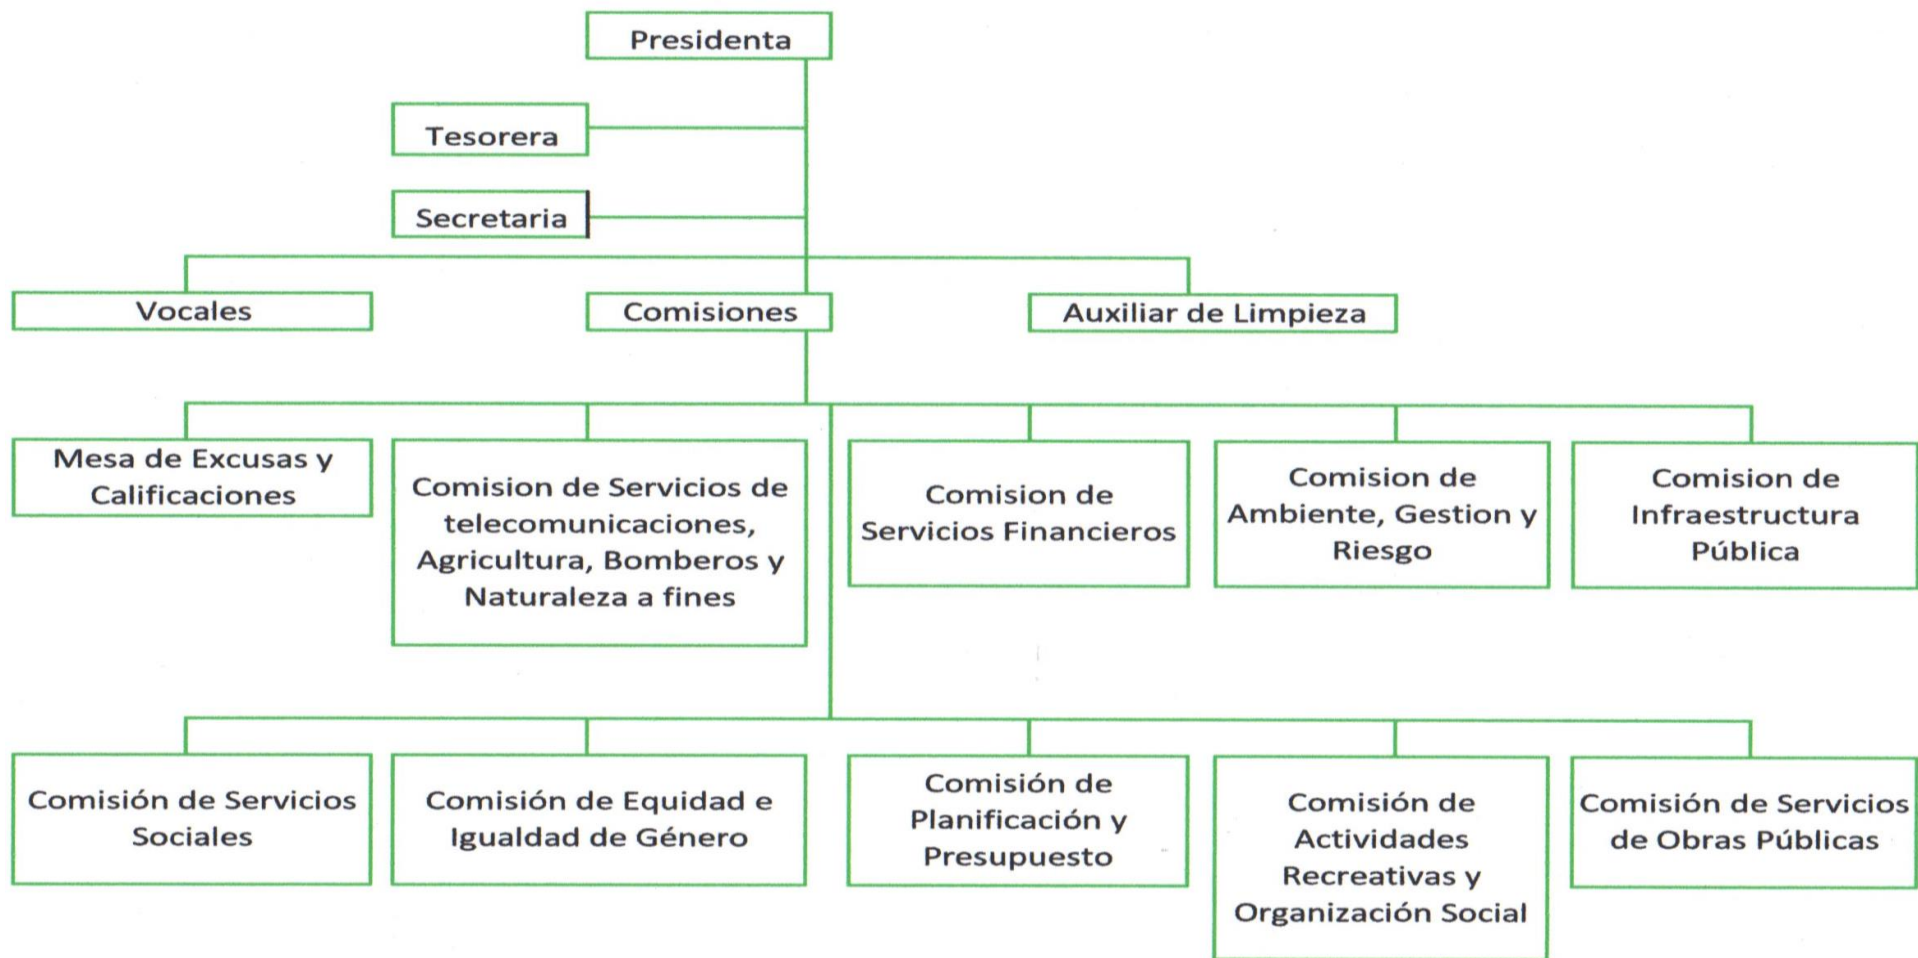 Presidenta
Tesorera
Secretaria
Vocales
Comisiones
Auxiliar de Limpieza
Mesa de Excusas y
Calificaciones
Comision de Servicios de
telecomunicaciones,
Agricultura, Bomberos y
Naturaleza a fines
Comision de
Servicios Financieros
Comision de
Ambiente, Gestion y
Riesgo
Comision de
Infraestructura
Pública
Comisión de Servicios
Sociales
Comisión de Equidad e
Igualdad de Género
Comisión de
Planificación y
Presupuesto
Comisión de
Actividades
Recreativas y
Organización Social
Comisión de Servicios
de Obras Públicas